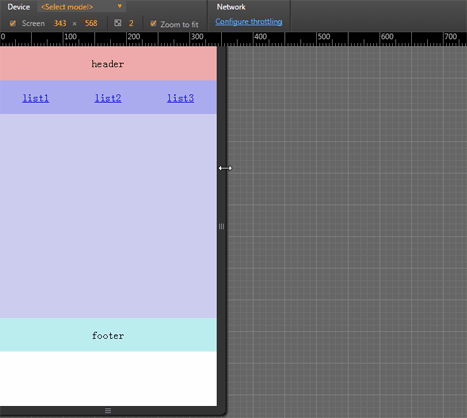 Device <Select model> Network
Screen 343 × 568 2 Zoom to fit Configure throttling
0 100 200 300 400 500 600 700
header
list1 list2 list3
footer